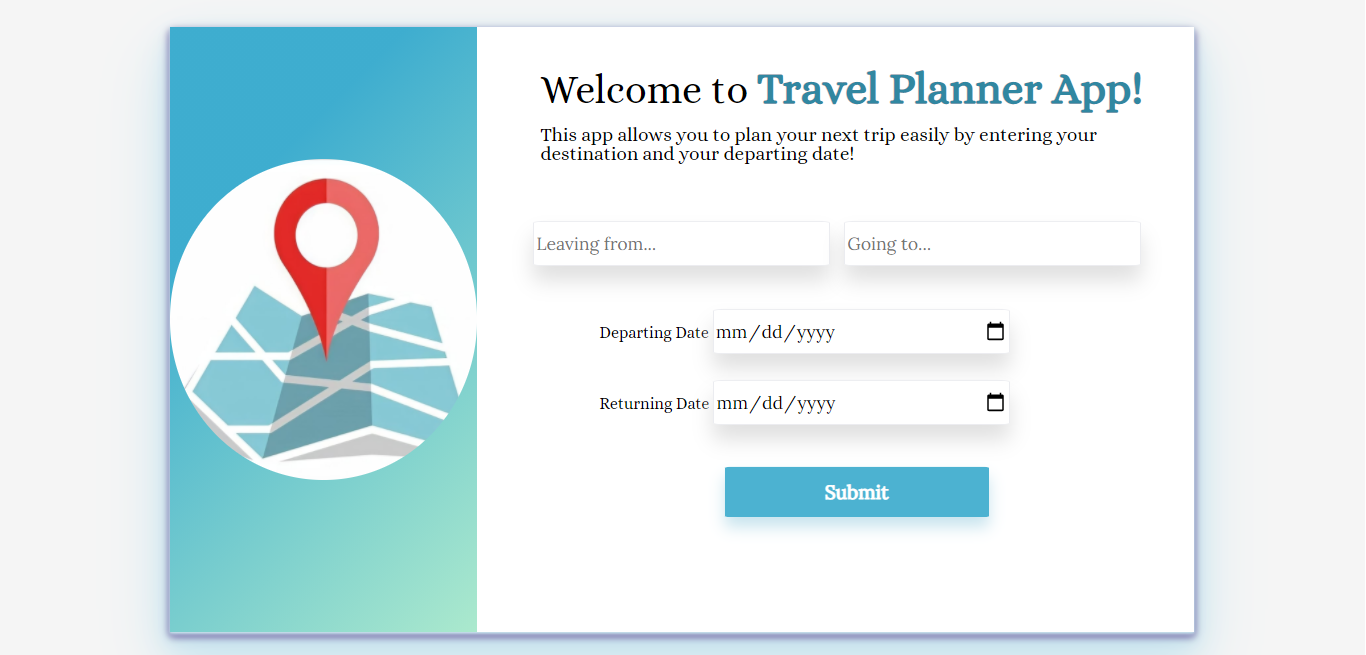 Welcome to Travel Planner App!
This app allows you to plan your next trip easily by entering your
destination and your departing date!
Leaving from...
Going to...
Departing Date mm/dd/yyyy
Returning Date mm/dd/yyyy
Submit